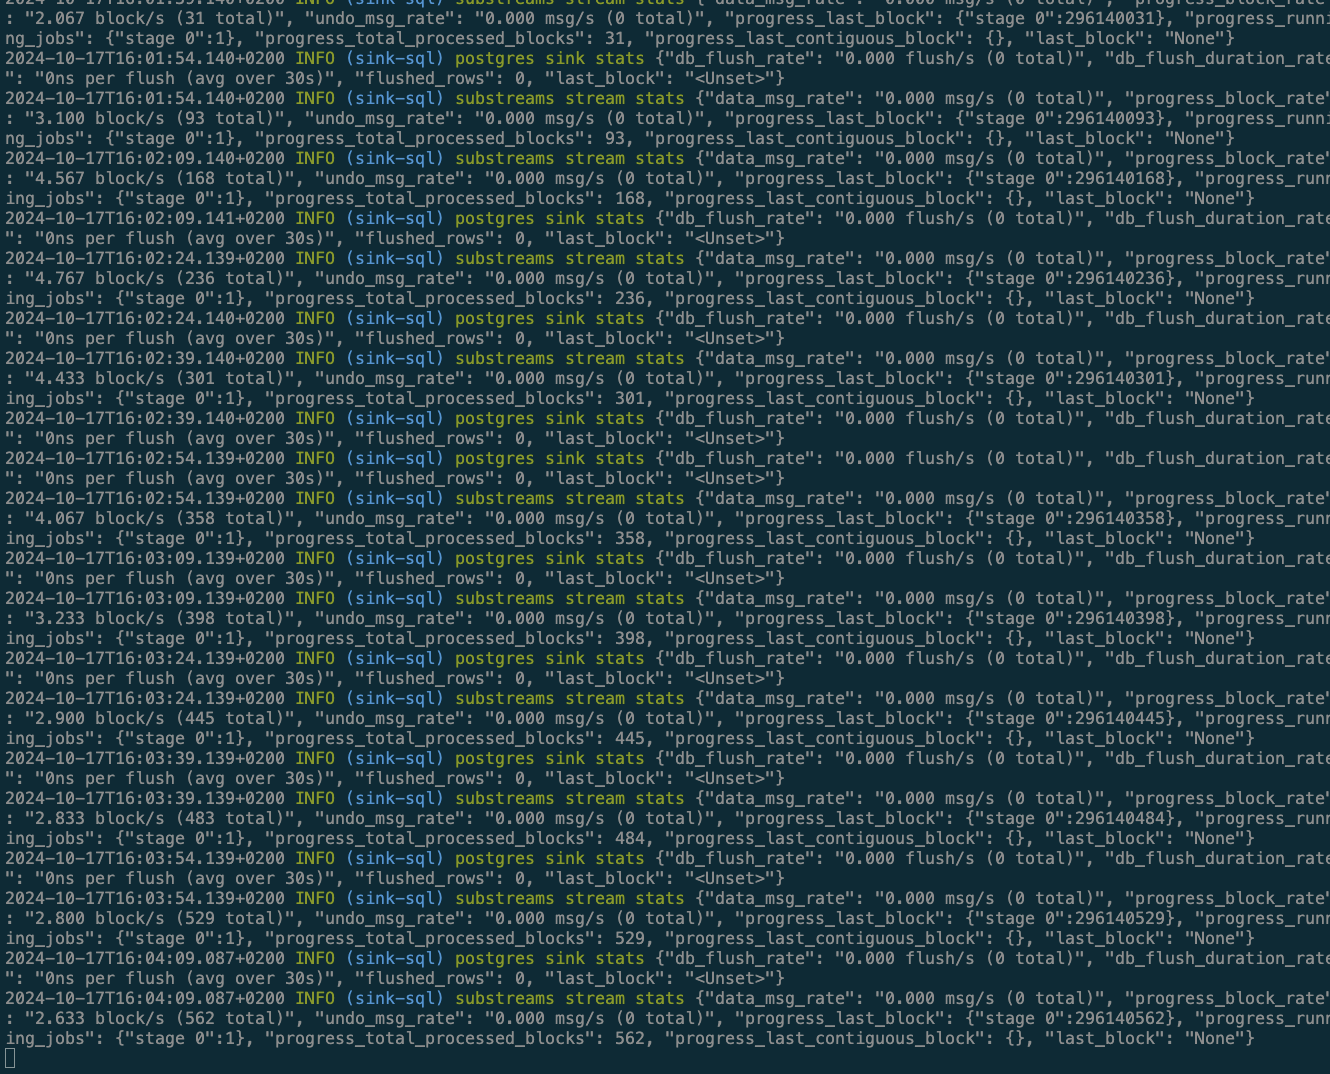 : "2.067 block/s (31 total)", "undo_msg_rate": "0.000 msg/s (0 total)", "progress_last_block": {"stage 0":296140031}, "progress_runni
ng_jobs": {"stage 0":1}, "progress_total_processed_blocks": 31, "progress_last_contiguous_block": {}, "last_block": "None"}
2024-10-17T16:01:54.140+0200 INFO (sink-sql) postgres sink stats {"db_flush_rate": "0.000 flush/s (0 total)", "db_flush_duration_rate
": "0ns per flush (avg over 30s)", "flushed_rows": 0, "last_block": "<Unset>"}
2024-10-17T16:01:54.140+0200 INFO (sink-sql) substreams stream stats {"data_msg_rate": "0.000 msg/s (0 total)", "progress_block_rate"
: "3.100 block/s (93 total)", "undo_msg_rate": "0.000 msg/s (0 total)", "progress_last_block": {"stage 0":296140093}, "progress_runni
ng_jobs": {"stage 0":1}, "progress_total_processed_blocks": 93, "progress_last_contiguous_block": {}, "last_block": "None"}
2024-10-17T16:02:09.140+0200 INFO (sink-sql) substreams stream stats {"data_msg_rate": "0.000 msg/s (0 total)", "progress_block_rate"
: "4.567 block/s (168 total)", "undo_msg_rate": "0.000 msg/s (0 total)", "progress_last_block": {"stage 0":296140168}, "progress_runn
ing_jobs": {"stage 0":1}, "progress_total_processed_blocks": 168, "progress_last_contiguous_block": {}, "last_block": "None"}
2024-10-17T16:02:09.141+0200 INFO (sink-sql) postgres sink stats {"db_flush_rate": "0.000 flush/s (0 total)", "db_flush_duration_rate
": "0ns per flush (avg over 30s)", "flushed_rows": 0, "last_block": "<Unset>"}
2024-10-17T16:02:24.139+0200 INFO (sink-sql) substreams stream stats {"data_msg_rate": "0.000 msg/s (0 total)", "progress_block_rate"
: "4.767 block/s (236 total)", "undo_msg_rate": "0.000 msg/s (0 total)", "progress_last_block": {"stage 0":296140236}, "progress_runn
ing_jobs": {"stage 0":1}, "progress_total_processed_blocks": 236, "progress_last_contiguous_block": {}, "last_block": "None"}
2024-10-17T16:02:24.140+0200 INFO (sink-sql) postgres sink stats {"db_flush_rate": "0.000 flush/s (0 total)", "db_flush_duration_rate
": "0ns per flush (avg over 30s)", "flushed_rows": 0, "last_block": "<Unset>"}
2024-10-17T16:02:39.140+0200 INFO (sink-sql) substreams stream stats {"data_msg_rate": "0.000 msg/s (0 total)", "progress_block_rate"
: "4.433 block/s (301 total)", "undo_msg_rate": "0.000 msg/s (0 total)", "progress_last_block": {"stage 0":296140301}, "progress_runn
ing_jobs": {"stage 0":1}, "progress_total_processed_blocks": 301, "progress_last_contiguous_block": {}, "last_block": "None"}
2024-10-17T16:02:39.140+0200 INFO (sink-sql) postgres sink stats {"db_flush_rate": "0.000 flush/s (0 total)", "db_flush_duration_rate
": "0ns per flush (avg over 30s)", "flushed_rows": 0, "last_block": "<Unset>"}
2024-10-17T16:02:54.139+0200 INFO (sink-sql) postgres sink stats {"db_flush_rate": "0.000 flush/s (0 total)", "db_flush_duration_rate
": "0ns per flush (avg over 30s)", "flushed_rows": 0, "last_block": "<Unset>"}
2024-10-17T16:02:54.139+0200 INFO (sink-sql) substreams stream stats {"data_msg_rate": "0.000 msg/s (0 total)", "progress_block_rate"
: "4.067 block/s (358 total)", "undo_msg_rate": "0.000 msg/s (0 total)", "progress_last_block": {"stage 0":296140358}, "progress_runn
ing_jobs": {"stage 0":1}, "progress_total_processed_blocks": 358, "progress_last_contiguous_block": {}, "last_block": "None"}
2024-10-17T16:03:09.139+0200 INFO (sink-sql) postgres sink stats {"db_flush_rate": "0.000 flush/s (0 total)", "db_flush_duration_rate
": "0ns per flush (avg over 30s)", "flushed_rows": 0, "last_block": "<Unset>"}
2024-10-17T16:03:09.139+0200 INFO (sink-sql) substreams stream stats {"data_msg_rate": "0.000 msg/s (0 total)", "progress_block_rate"
: "3.233 block/s (398 total)", "undo_msg_rate": "0.000 msg/s (0 total)", "progress_last_block": {"stage 0":296140398}, "progress_runn
ing_jobs": {"stage 0":1}, "progress_total_processed_blocks": 398, "progress_last_contiguous_block": {}, "last_block": "None"}
2024-10-17T16:03:24.139+0200 INFO (sink-sql) postgres sink stats {"db_flush_rate": "0.000 flush/s (0 total)", "db_flush_duration_rate
": "0ns per flush (avg over 30s)", "flushed_rows": 0, "last_block": "<Unset>"}
2024-10-17T16:03:24.139+0200 INFO (sink-sql) substreams stream stats {"data_msg_rate": "0.000 msg/s (0 total)", "progress_block_rate"
: "2.900 block/s (445 total)", "undo_msg_rate": "0.000 msg/s (0 total)", "progress_last_block": {"stage 0":296140445}, "progress_runn
ing_jobs": {"stage 0":1}, "progress_total_processed_blocks": 445, "progress_last_contiguous_block": {}, "last_block": "None"}
2024-10-17T16:03:39.139+0200 INFO (sink-sql) postgres sink stats {"db_flush_rate": "0.000 flush/s (0 total)", "db_flush_duration_rate
": "0ns per flush (avg over 30s)", "flushed_rows": 0, "last_block": "<Unset>"}
2024-10-17T16:03:39.139+0200 INFO (sink-sql) substreams stream stats {"data_msg_rate": "0.000 msg/s (0 total)", "progress_block_rate"
: "2.833 block/s (483 total)", "undo_msg_rate": "0.000 msg/s (0 total)", "progress_last_block": {"stage 0":296140484}, "progress_runn
ing_jobs": {"stage 0":1}, "progress_total_processed_blocks": 484, "progress_last_contiguous_block": {}, "last_block": "None"}
2024-10-17T16:03:54.139+0200 INFO (sink-sql) postgres sink stats {"db_flush_rate": "0.000 flush/s (0 total)", "db_flush_duration_rate
": "0ns per flush (avg over 30s)", "flushed_rows": 0, "last_block": "<Unset>"}
2024-10-17T16:03:54.139+0200 INFO (sink-sql) substreams stream stats {"data_msg_rate": "0.000 msg/s (0 total)", "progress_block_rate"
: "2.800 block/s (529 total)", "undo_msg_rate": "0.000 msg/s (0 total)", "progress_last_block": {"stage 0":296140529}, "progress_runn
ing_jobs": {"stage 0":1}, "progress_total_processed_blocks": 529, "progress_last_contiguous_block": {}, "last_block": "None"}
2024-10-17T16:04:09.087+0200 INFO (sink-sql) postgres sink stats {"db_flush_rate": "0.000 flush/s (0 total)", "db_flush_duration_rate
": "0ns per flush (avg over 30s)", "flushed_rows": 0, "last_block": "<Unset>"}
2024-10-17T16:04:09.087+0200 INFO (sink-sql) substreams stream stats {"data_msg_rate": "0.000 msg/s (0 total)", "progress_block_rate"
: "2.633 block/s (562 total)", "undo_msg_rate": "0.000 msg/s (0 total)", "progress_last_block": {"stage 0":296140562}, "progress_runn
ing_jobs": {"stage 0":1}, "progress_total_processed_blocks": 562, "progress_last_contiguous_block": {}, "last_block": "None"}